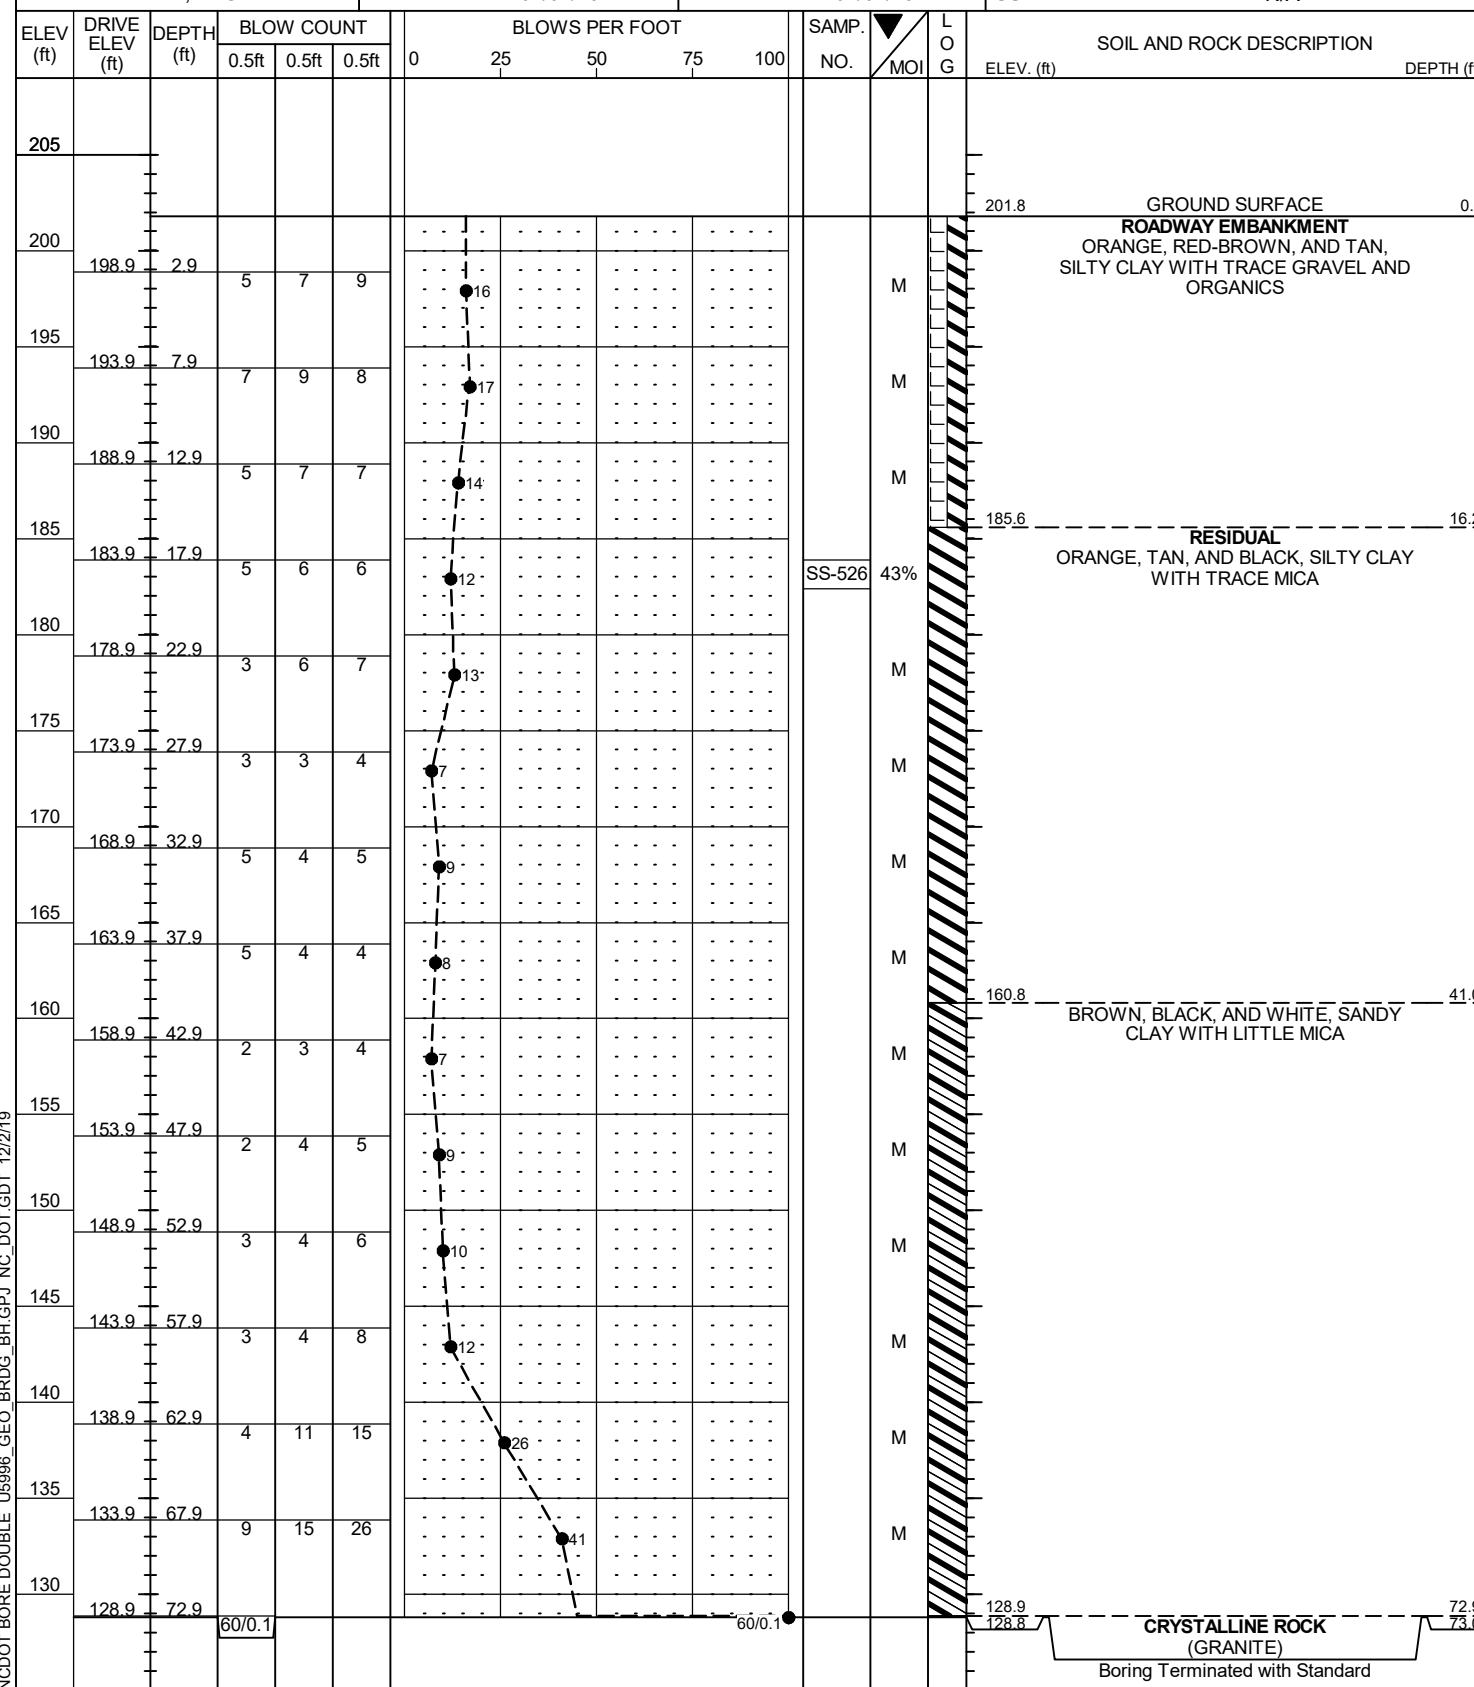 ELEV (ft) DRIVE ELEV (ft) DEPTH (ft) BLOW COUNT 0.5ft 0.5ft 0.5ft BLOWS PER FOOT 0 25 50 75 100 SAMP. NO. MOI L O G SOIL AND ROCK DESCRIPTION ELEV. (ft)
205
201.8 GROUND SURFACE
ROADWAY EMBANKMENT
200 ORANGE, RED-BROWN, AND TAN,
198.9 2.9 SILTY CLAY WITH TRACE GRAVEL AND
5 7 9 16 M ORGANICS
195
193.9 7.9
7 9 8 17 M
190
188.9 12.9
5 7 7 14 M
185.6
185 RESIDUAL
183.9 17.9 ORANGE, TAN, AND BLACK, SILTY CLAY
5 6 6 12 SS-526 43% WITH TRACE MICA
180
178.9 22.9
3 6 7 13 M
175
173.9 27.9
3 3 4 7 M
170
168.9 32.9
5 4 5 9 M
165
163.9 37.9
5 4 4 8 M
160.8
160 BROWN, BLACK, AND WHITE, SANDY
158.9 42.9 CLAY WITH LITTLE MICA
2 3 4 7 M
155
153.9 47.9
2 4 5 9 M
150
148.9 52.9
3 4 6 10 M
145
143.9 57.9
3 4 8 12 M
140
138.9 62.9
4 11 15 26 M
135
133.9 67.9
9 15 26 41 M
130
128.9 72.9 128.9
60/0.1 60/0.1 128.8 CRYSTALLINE ROCK
(GRANITE)
Boring Terminated with Standard
NCDOT BORE DOUBLE U5996_GEO_BRDG_BH.GPJ NC_DOT.GDT 12/2/19